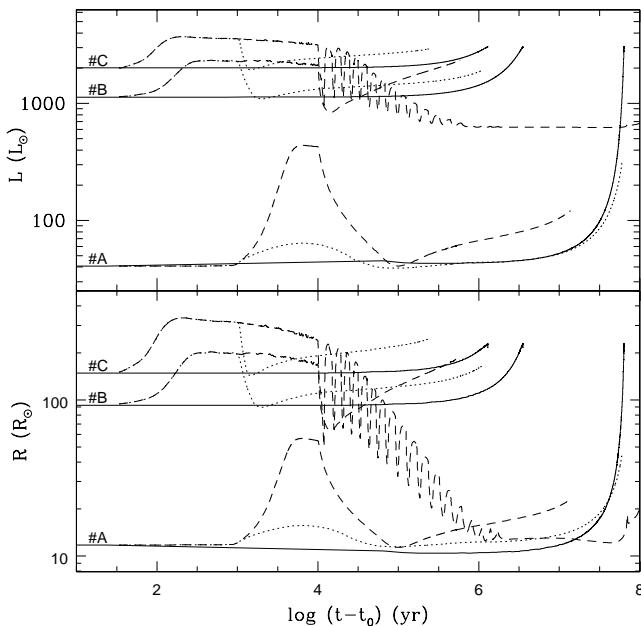 #C
#B
1000
L (L☉)
100
#A
#C
#B
100
R (R☉)
#A
10
2 4 6 8
log (t−t₀) (yr)